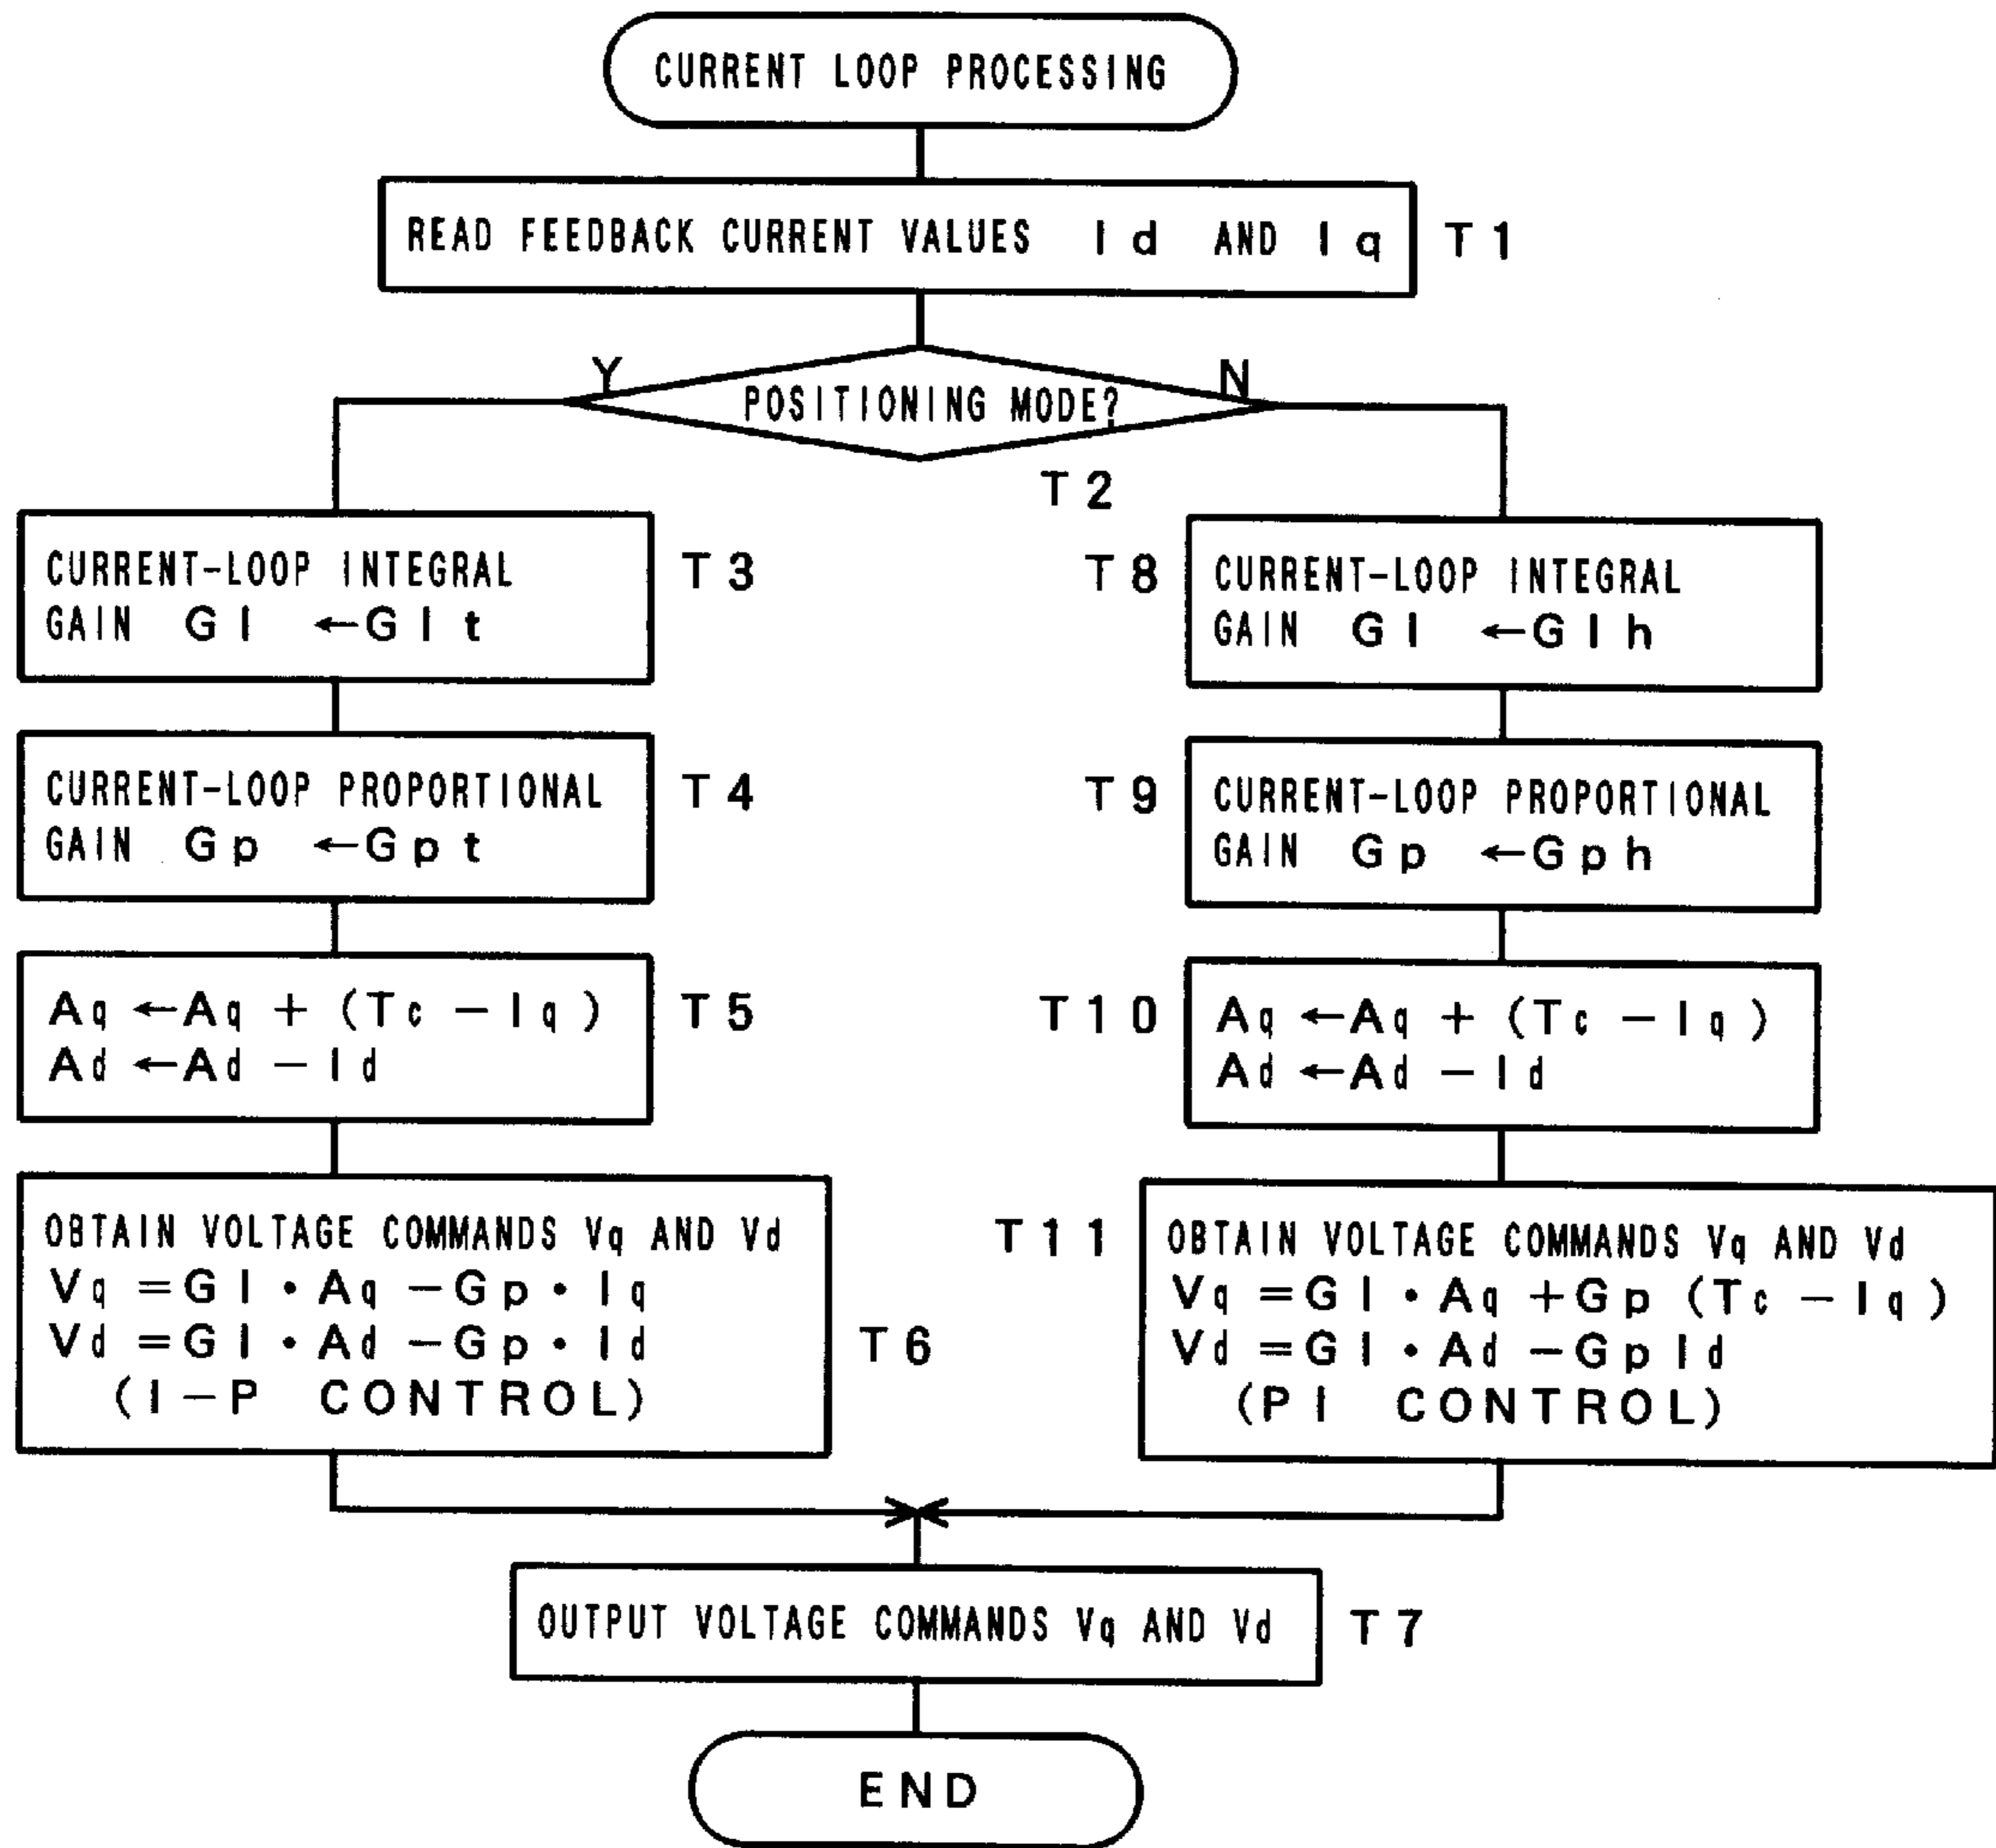 CURRENT LOOP PROCESSING
READ FEEDBACK CURRENT VALUES Id AND Iq
T1
Y
N
POSITIONING MODE?
T2
CURRENT-LOOP INTEGRAL
GAIN GI ←GIt
T3
CURRENT-LOOP PROPORTIONAL
GAIN Gp ←Gpt
T4
Aq ←Aq + (Tc - Iq)
Ad ←Ad - Id
T5
OBTAIN VOLTAGE COMMANDS Vq AND Vd
Vq = GI・Aq - Gp・Iq
Vd = GI・Ad - Gp・Id
(I-P CONTROL)
T6
T8
CURRENT-LOOP INTEGRAL
GAIN GI ←GIh
T9
CURRENT-LOOP PROPORTIONAL
GAIN Gp ←Gph
T10
Aq ←Aq + (Tc - Iq)
Ad ←Ad - Id
T11
OBTAIN VOLTAGE COMMANDS Vq AND Vd
Vq = GI・Aq + Gp (Tc - Iq)
Vd = GI・Ad - GpId
(PI CONTROL)
OUTPUT VOLTAGE COMMANDS Vq AND Vd
T7
END